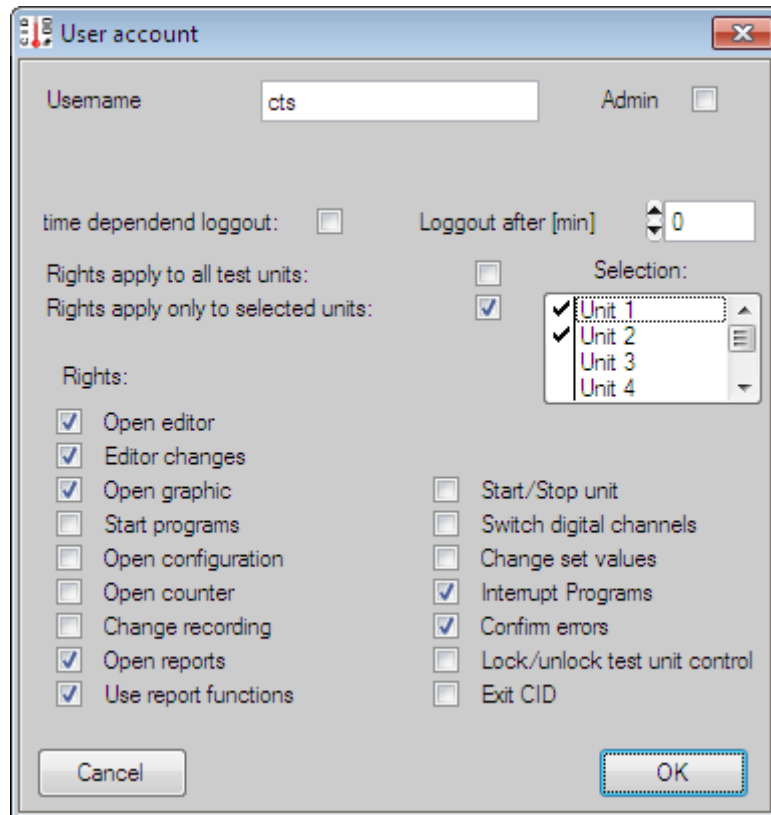 User account
Username cts Admin
time dependend loggout: Loggout after [min] 0
Rights apply to all test units: Selection:
Rights apply only to selected units:
Unit 1
Unit 2
Unit 3
Unit 4
Rights:
Open editor
Editor changes
Open graphic Start/Stop unit
Start programs Switch digital channels
Open configuration Change set values
Open counter Interrupt Programs
Change recording Confirm errors
Open reports Lock/unlock test unit control
Use report functions Exit CID
Cancel OK